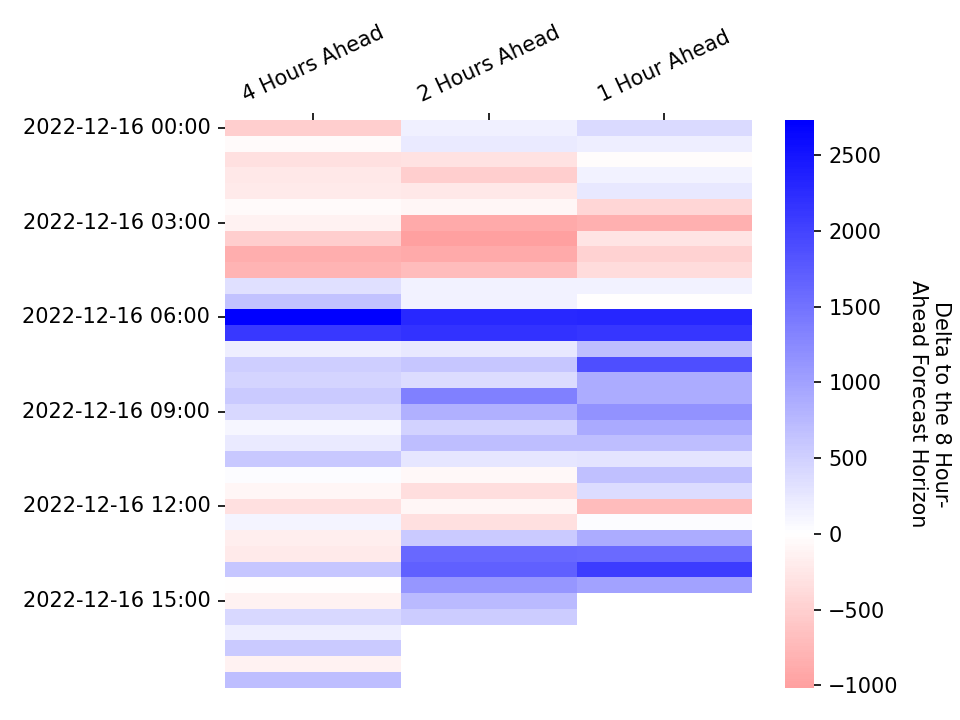 4 Hours Ahead
2 Hours Ahead
1 Hour Ahead
2022-12-16 00:00
2022-12-16 03:00
2022-12-16 06:00
2022-12-16 09:00
2022-12-16 12:00
2022-12-16 15:00
2500
2000
1500
1000
500
0
−500
−1000
Delta to the 8 Hour-
Ahead Forecast Horizon